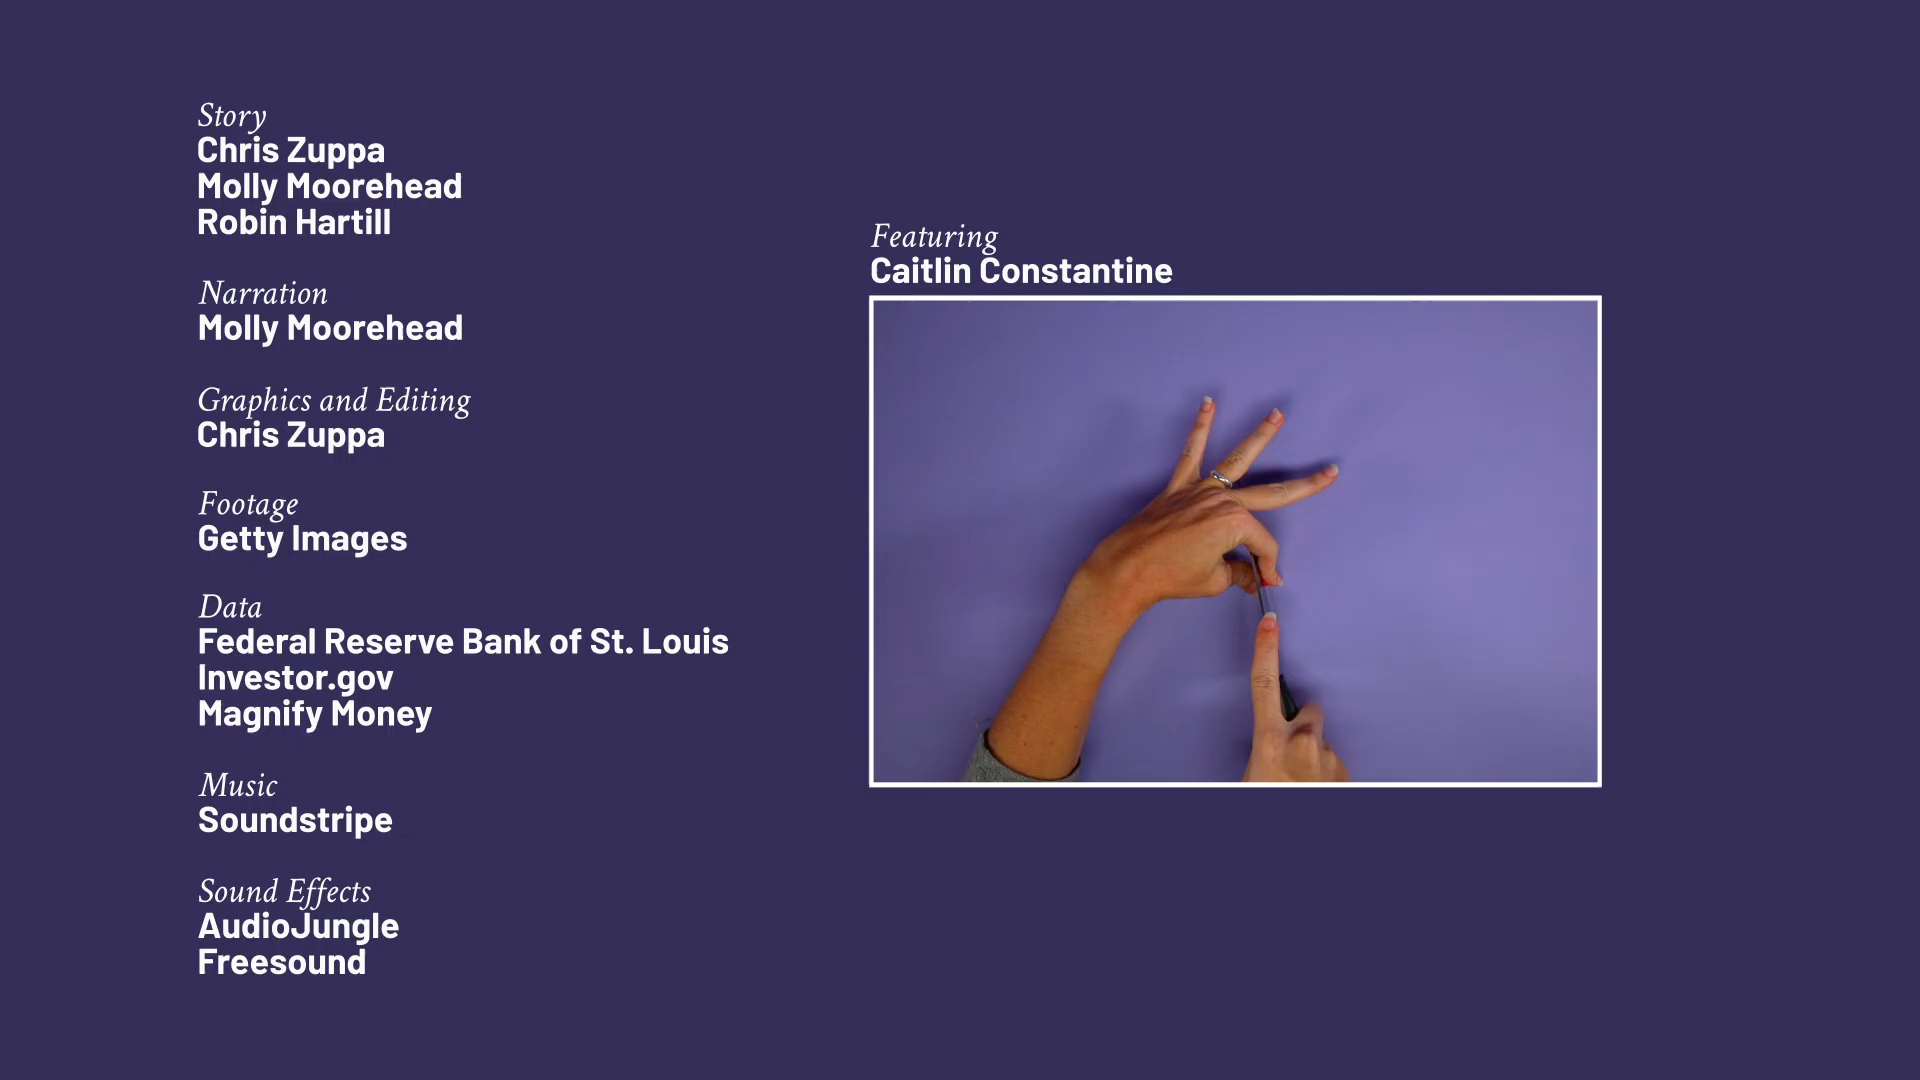 Story
Chris Zuppa
Molly Moorehead
Robin Hartill
Narration
Molly Moorehead
Graphics and Editing
Chris Zuppa
Footage
Getty Images
Data
Federal Reserve Bank of St. Louis
Investor.gov
Magnify Money
Music
Soundstripe
Sound Effects
AudioJungle
Freesound
Featuring
Caitlin Constantine